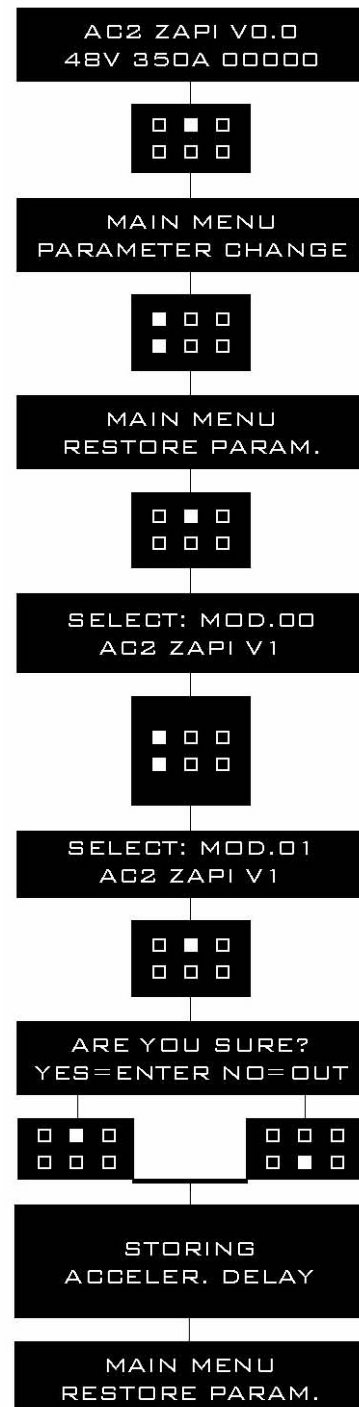 AC2 ZAPI V0.0
48V 350A 00000
MAIN MENU
PARAMETER CHANGE
MAIN MENU
RESTORE PARAM.
SELECT: MOD.00
AC2 ZAPI V1
SELECT: MOD.01
AC2 ZAPI V1
ARE YOU SURE?
YES=ENTER NO=OUT
STORING
ACCELER. DELAY
MAIN MENU
RESTORE PARAM.